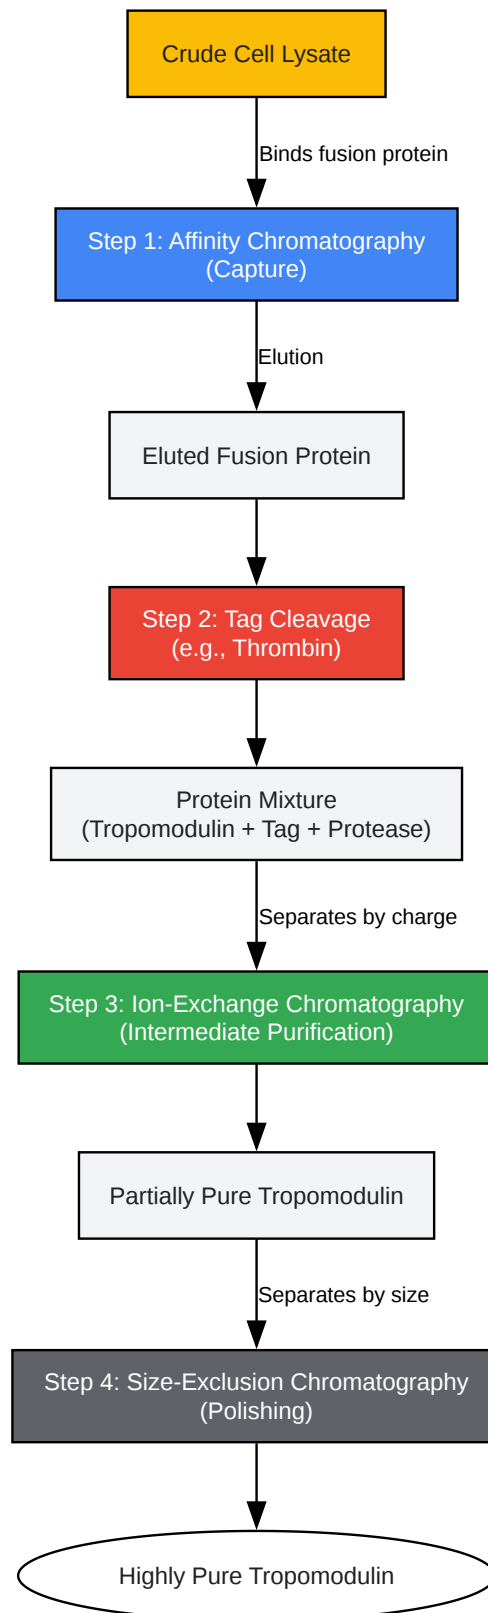 Crude Cell Lysate
Binds fusion protein
Step 1: Affinity Chromatography
(Capture)
Elution
Eluted Fusion Protein
Step 2: Tag Cleavage
(e.g., Thrombin)
Protein Mixture
(Tropomodulin + Tag + Protease)
Separates by charge
Step 3: Ion-Exchange Chromatography
(Intermediate Purification)
Partially Pure Tropomodulin
Separates by size
Step 4: Size-Exclusion Chromatography
(Polishing)
Highly Pure Tropomodulin